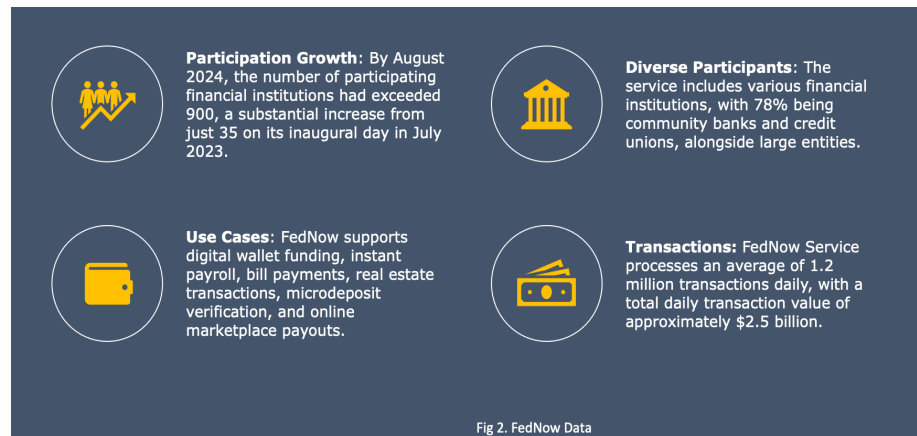 Participation Growth: By August
2024, the number of participating
financial institutions had exceeded
900, a substantial increase from
just 35 on its inaugural day in July
2023.
Diverse Participants: The
service includes various financial
institutions, with 78% being
community banks and credit
unions, alongside large entities.
Use Cases: FedNow supports
digital wallet funding, instant
payroll, bill payments, real estate
transactions, microdeposit
verification, and online
marketplace payouts.
Transactions: FedNow Service
processes an average of 1.2
million transactions daily, with a
total daily transaction value of
approximately $2.5 billion.
Fig 2. FedNow Data